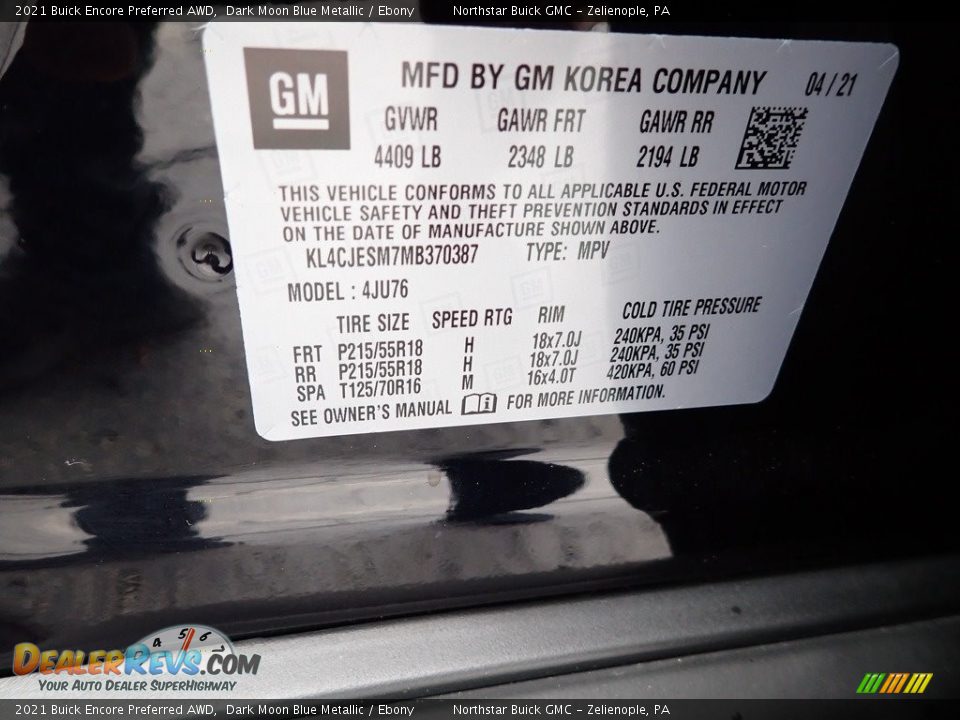 2021 Buick Encore Preferred AWD, Dark Moon Blue Metallic / Ebony Northstar Buick GMC - Zelienople, PA
GM MFD BY GM KOREA COMPANY 04/21
GVWR GAWR FRT GAWR RR
4409 LB 2348 LB 2194 LB
THIS VEHICLE CONFORMS TO ALL APPLICABLE U.S. FEDERAL MOTOR
VEHICLE SAFETY AND THEFT PREVENTION STANDARDS IN EFFECT
ON THE DATE OF MANUFACTURE SHOWN ABOVE.
KL4CJESM7MB370387 TYPE: MPV
MODEL : 4JU76
TIRE SIZE SPEED RTG RIM COLD TIRE PRESSURE
FRT P215/55R18 H 18x7.0J 240KPA, 35 PSI
RR P215/55R18 H 18x7.0J 240KPA, 35 PSI
SPA T125/70R16 M 16x4.0T 420KPA, 60 PSI
SEE OWNER'S MANUAL i FOR MORE INFORMATION.
4 5 6
DEALERREVS.COM
YOUR AUTO DEALER SUPERHIGHWAY
2021 Buick Encore Preferred AWD, Dark Moon Blue Metallic / Ebony Northstar Buick GMC - Zelienople, PA